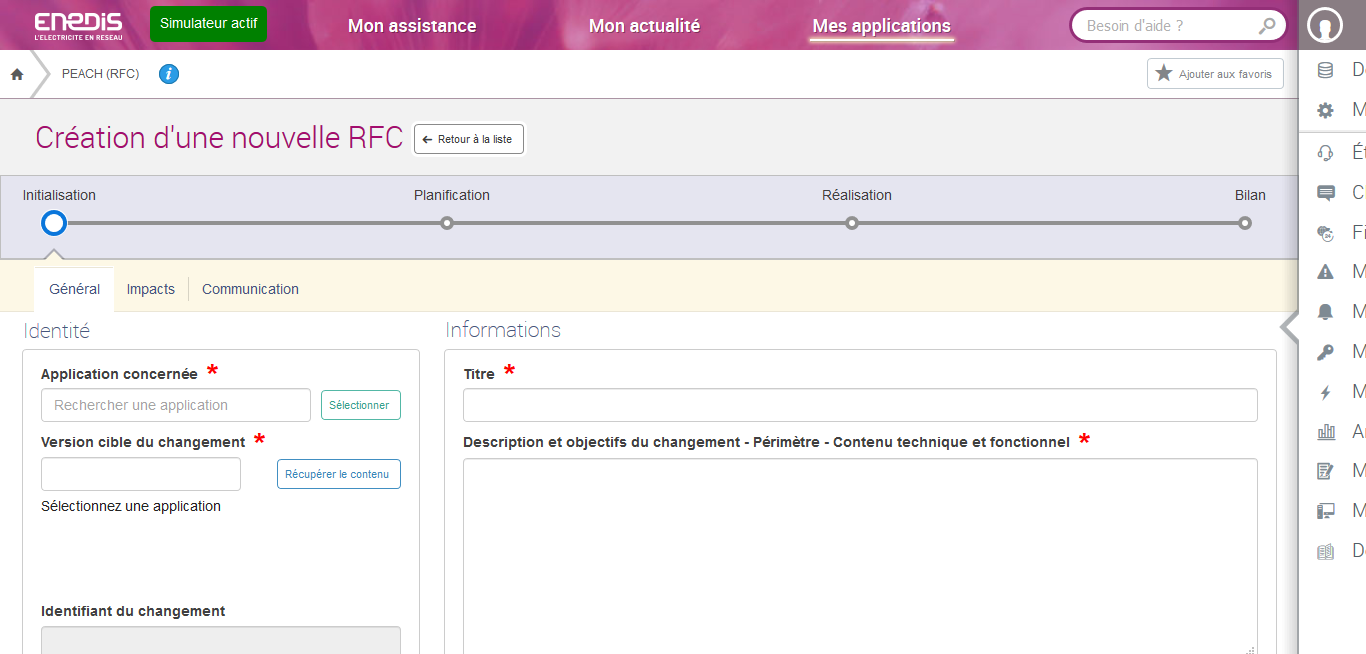 ENEDIS
L'ELECTRICITE EN RESEAU
Simulateur actif
Mon assistance
Mon actualité
Mes applications
Besoin d'aide ?
PEACH (RFC)
i
Ajouter aux favoris
Création d'une nouvelle RFC
Retour à la liste
Initialisation
Planification
Réalisation
Bilan
Général
Impacts
Communication
Identité
Informations
Application concernée *
Titre *
Rechercher une application
Sélectionner
Version cible du changement *
Description et objectifs du changement - Périmètre - Contenu technique et fonctionnel *
Récupérer le contenu
Sélectionnez une application
Identifiant du changement